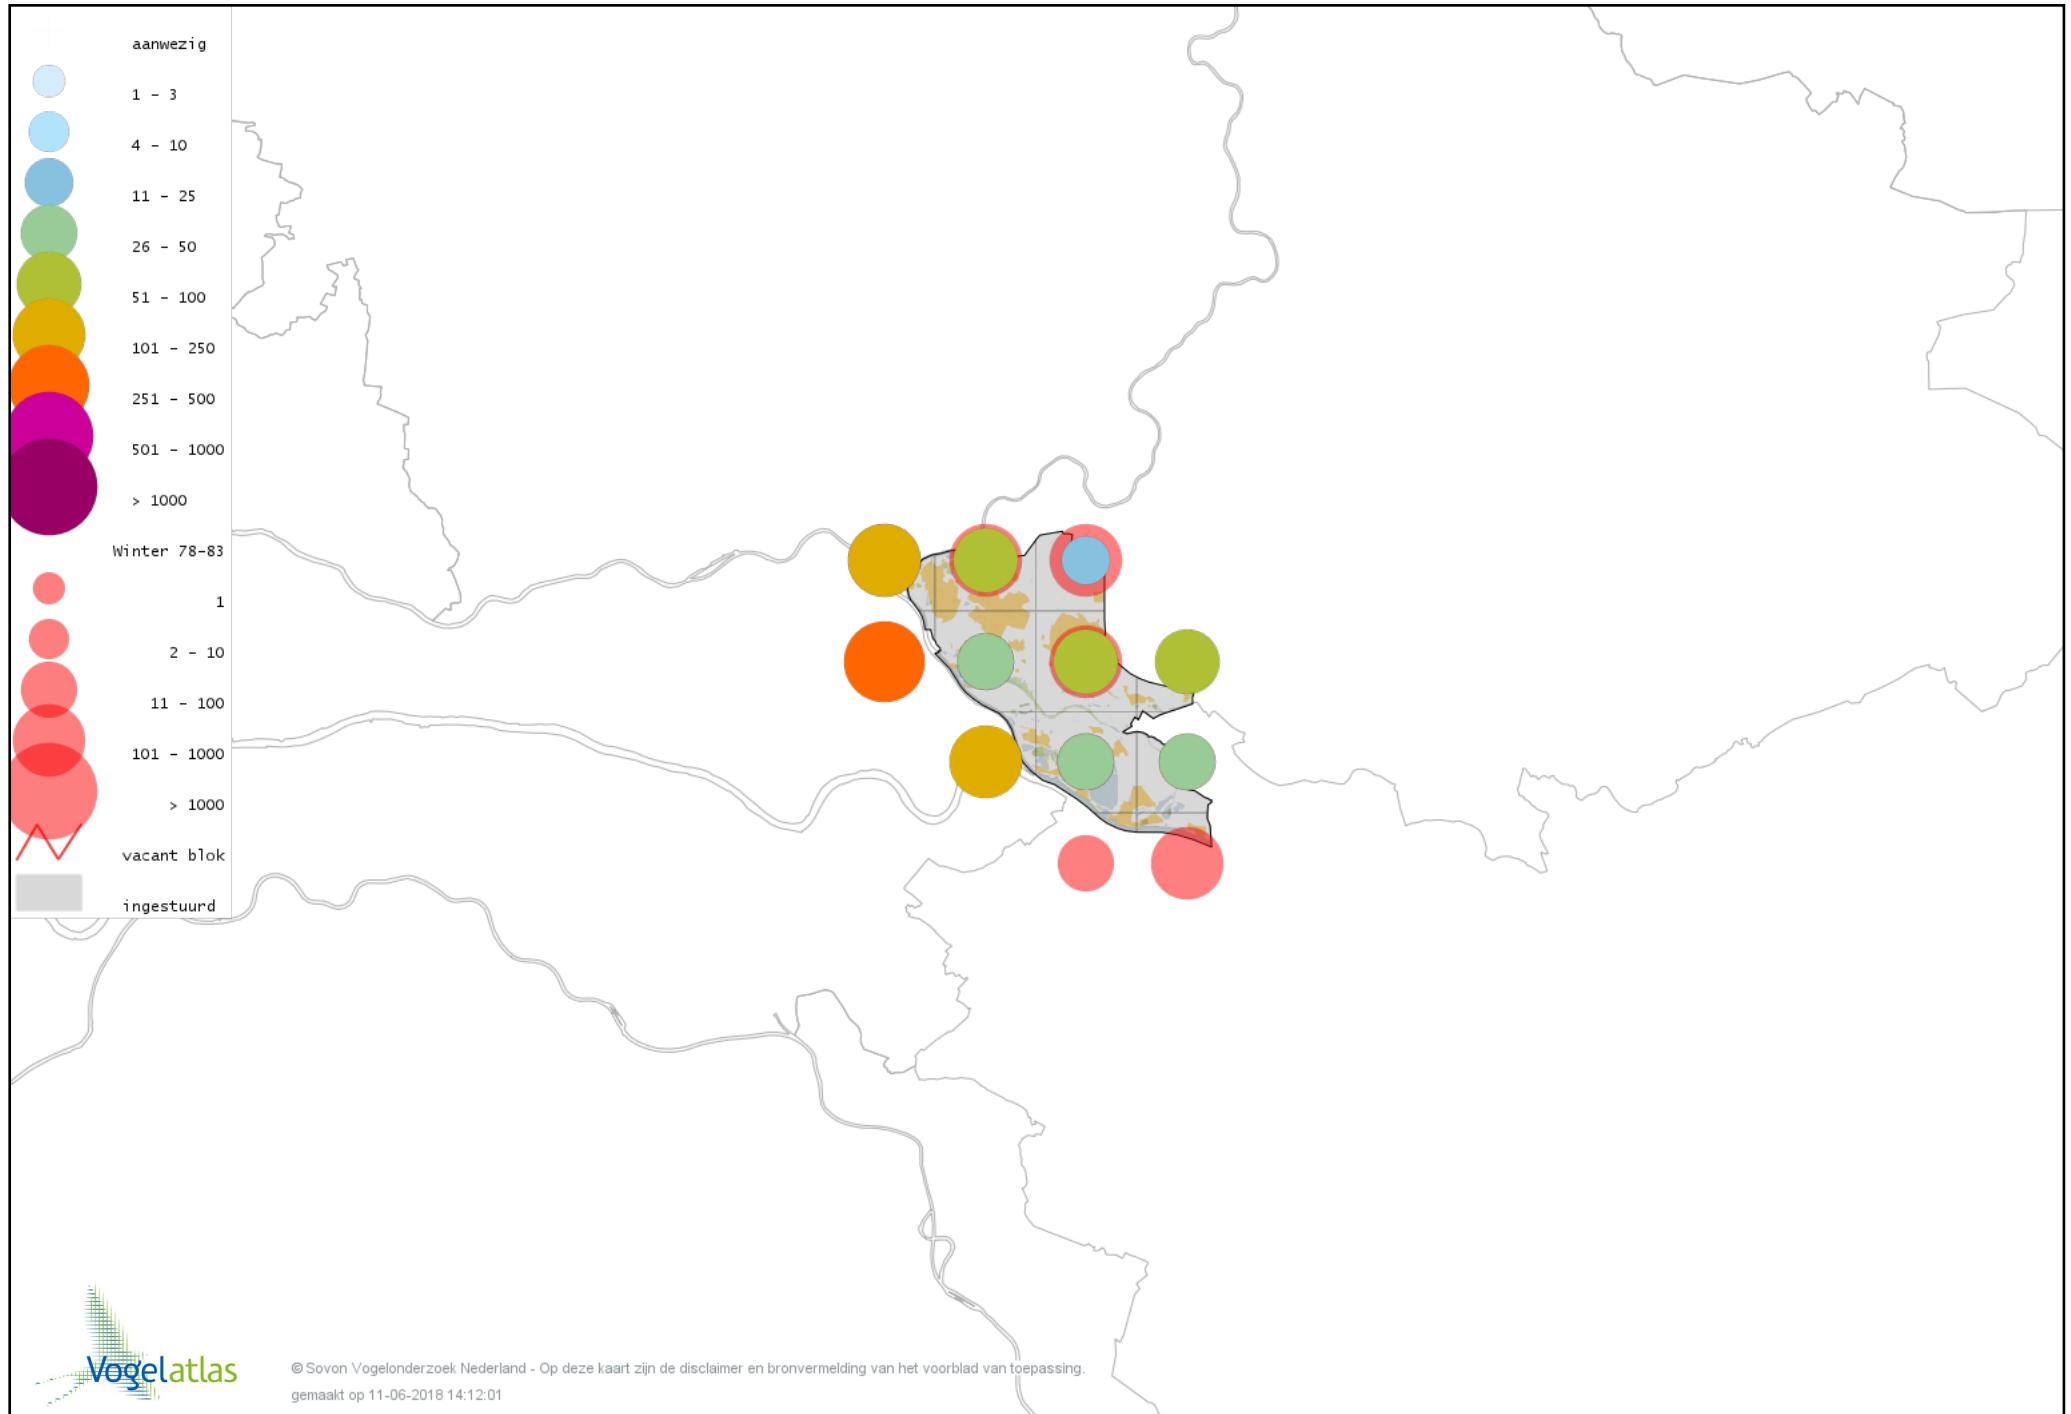 aanwezig
1 - 3
4 - 10
11 - 25
26 - 50
51 - 100
101 - 250
251 - 500
501 - 1000
> 1000
Winter 78-83
1
2 - 10
11 - 100
101 - 1000
> 1000
vacant blok
ingestuurd
Vogelatlas
© Sovon Vogelonderzoek Nederland - Op deze kaart zijn de disclaimer en bronvermelding van het voorblad van toepassing.
gemaakt op 11-06-2018 14:12:01